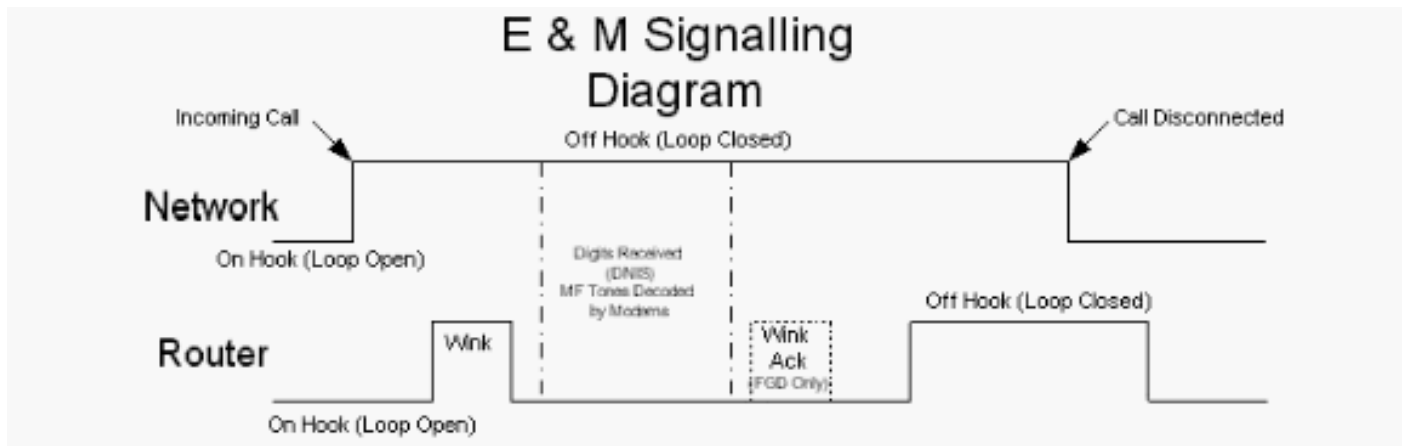 E & M Signalling
Diagram
Incoming Call
Call Disconnected
Off Hook (Loop Closed)
Network
On Hook (Loop Open)
Digits Received
(DNIS)
MF Tones Decoded
by Modems
Off Hook (Loop Closed)
Router
Wink
Wink
Ack
(FGD Only)
On Hook (Loop Open)